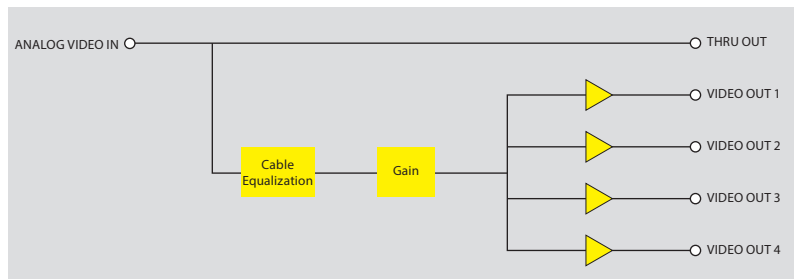 ANALOG VIDEO IN
THRU OUT
VIDEO OUT 1
VIDEO OUT 2
Cable
Equalization
Gain
VIDEO OUT 3
VIDEO OUT 4